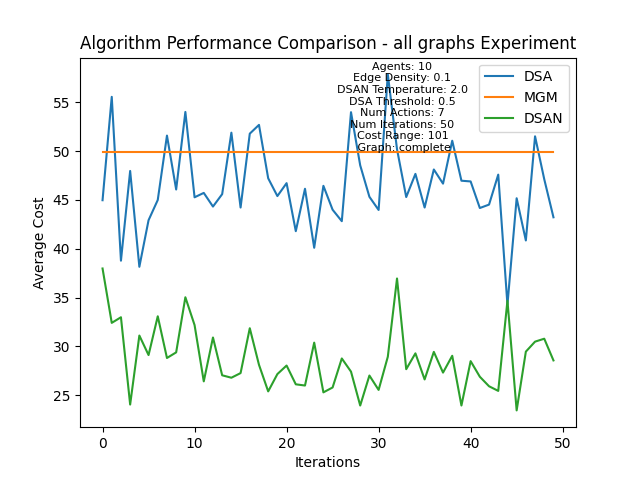 Algorithm Performance Comparison - all graphs Experiment
Agents: 10
Edge Density: 0.1
DSAN Temperature: 2.0
DSA Threshold: 0.5
Num Actions: 7
Num Iterations: 50
Cost Range: 101
Graph: complete
DSA
MGM
DSAN
Average Cost
55
50
45
40
35
30
25
0 10 20 30 40 50
Iterations